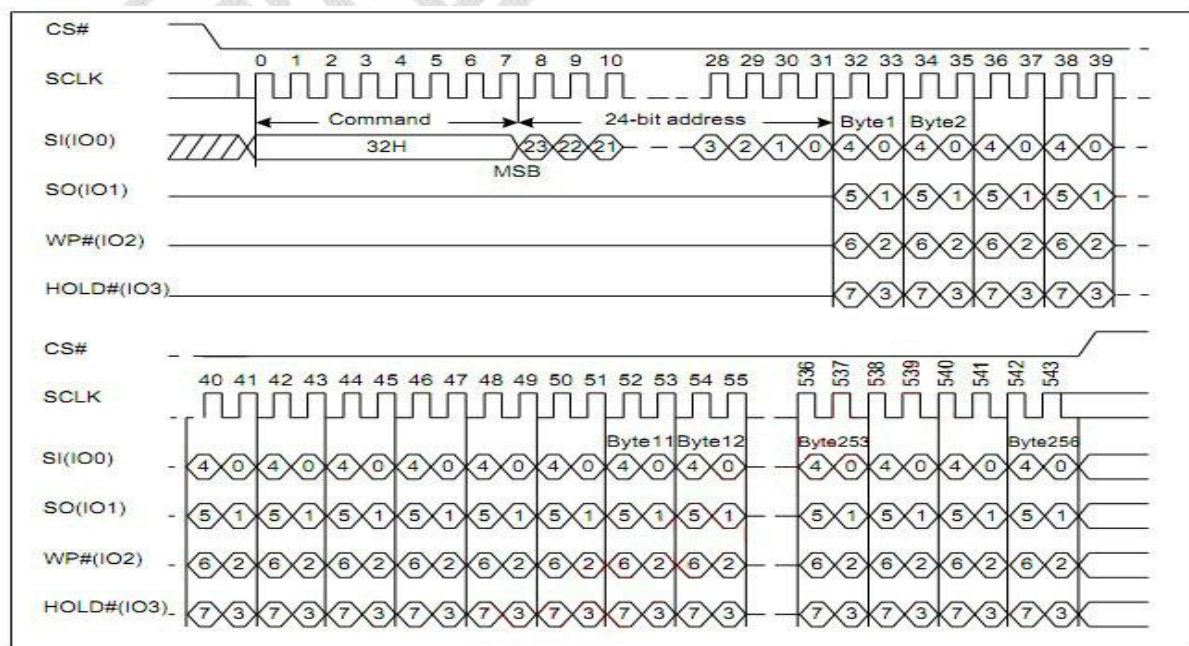 CS#
0 1 2 3 4 5 6 7 8 9 10 28 29 30 31 32 33 34 35 36 37 38 39
SCLK
Command 24-bit address Byte1 Byte2
SI(IO0) 32H 23 22 21 3 2 1 0 4 0 4 0 4 0 4 0
MSB
SO(IO1) 5 1 5 1 5 1 5 1
WP#(IO2) 6 2 6 2 6 2 6 2
HOLD#(IO3) 7 3 7 3 7 3 7 3
CS#
40 41 42 43 44 45 46 47 48 49 50 51 52 53 54 55 536 537 538 539 540 541 542 543
SCLK
Byte11 Byte12 Byte253 Byte256
SI(IO0) 4 0 4 0 4 0 4 0 4 0 4 0 4 0 4 0 4 0 4 0 4 0 4 0
SO(IO1) 5 1 5 1 5 1 5 1 5 1 5 1 5 1 5 1 5 1 5 1 5 1 5 1
WP#(IO2) 6 2 6 2 6 2 6 2 6 2 6 2 6 2 6 2 6 2 6 2 6 2 6 2
HOLD#(IO3) 7 3 7 3 7 3 7 3 7 3 7 3 7 3 7 3 7 3 7 3 7 3 7 3